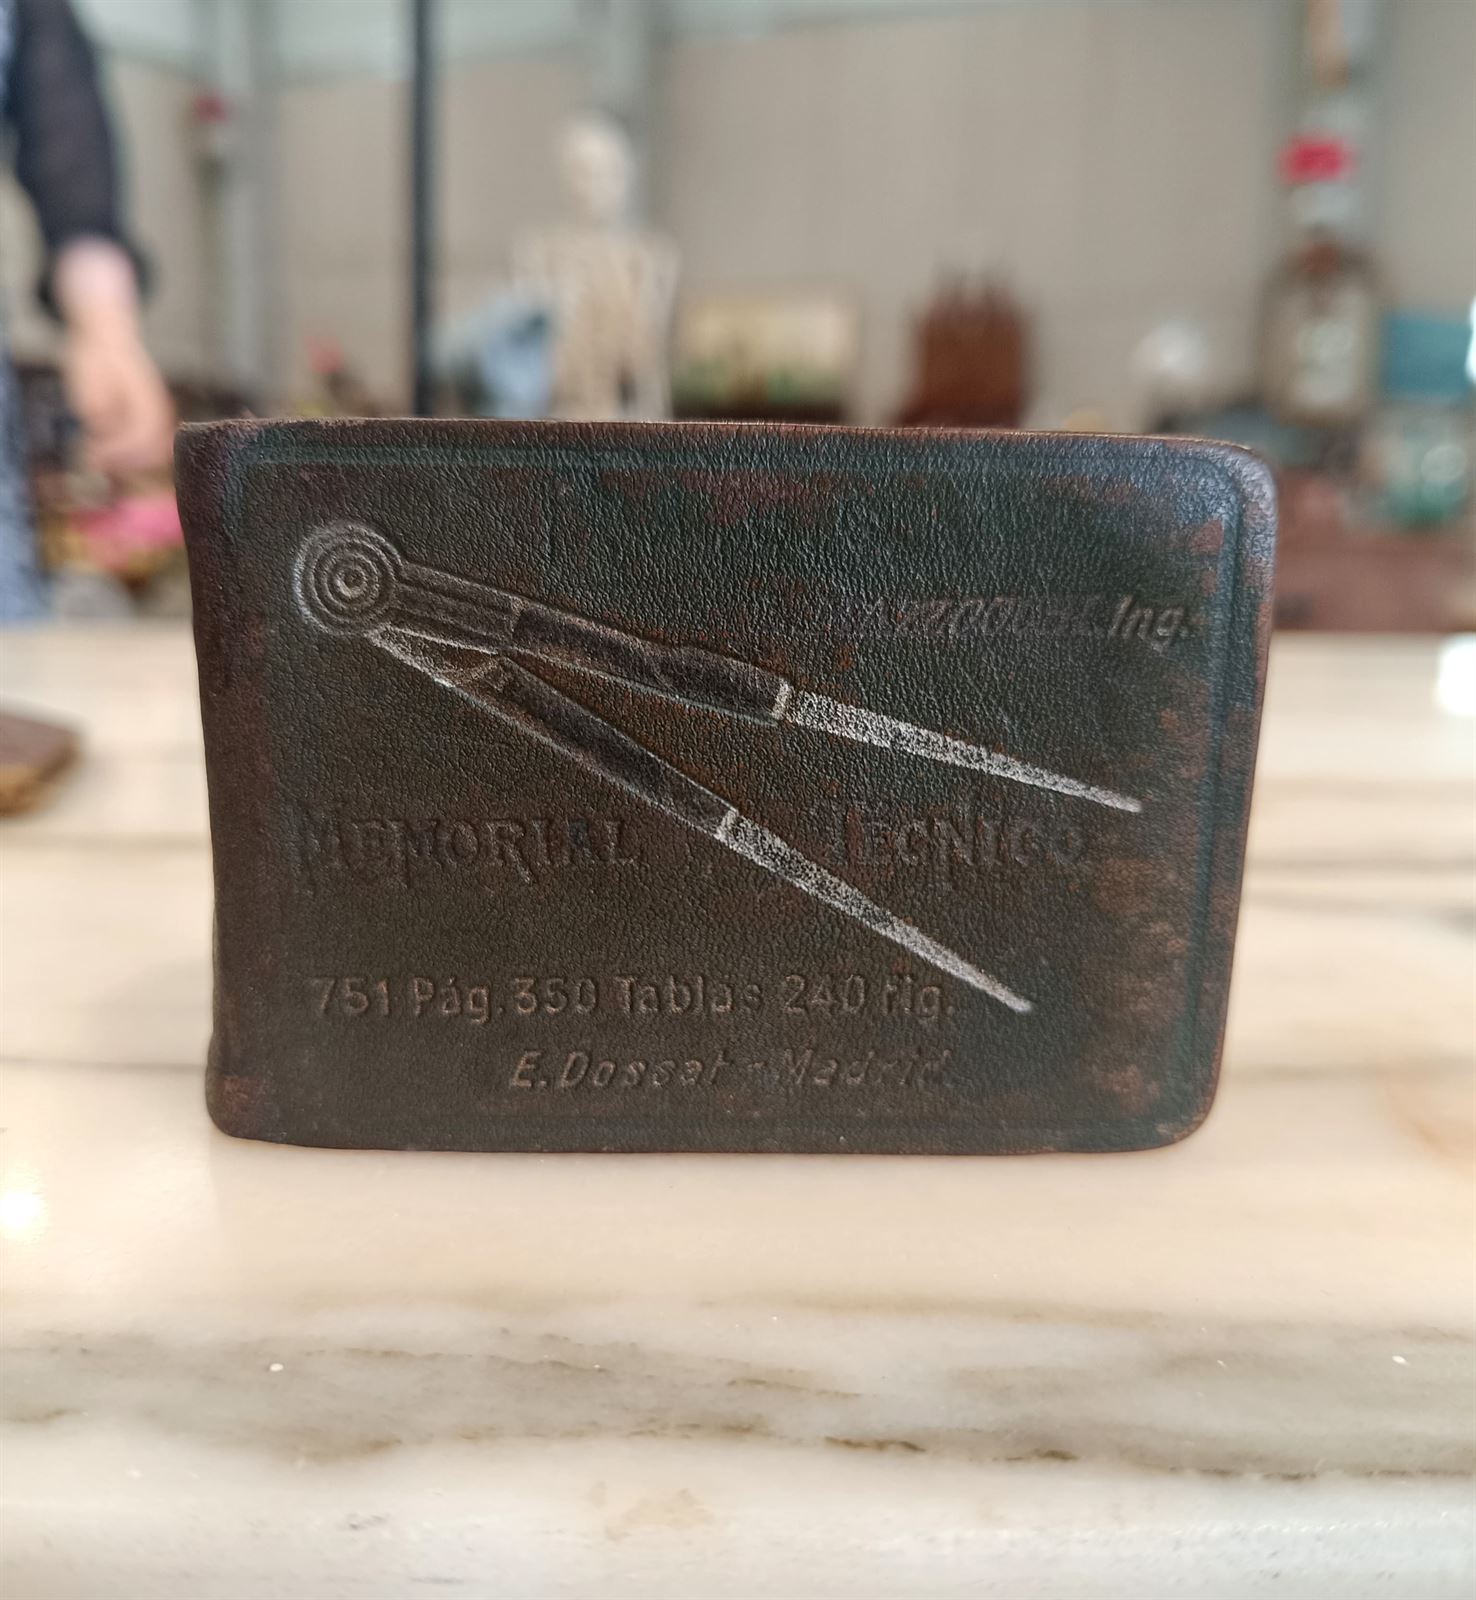 Ing.
MEMORIAL TECNICO
751 Pág. 350 Tablas 240 fig.
E. Dossat - Madrid